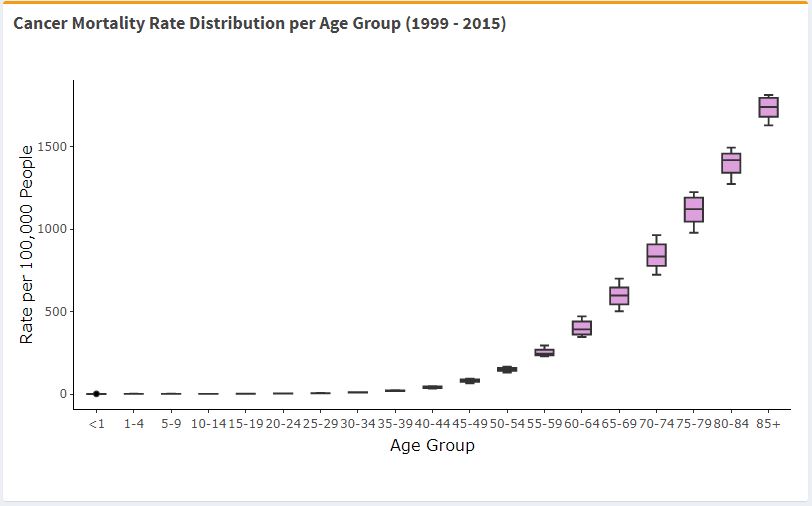 Cancer Mortality Rate Distribution per Age Group (1999 - 2015)
Rate per 100,000 People
1500
1000
500
0
<1 1-4 5-9 10-14 15-19 20-24 25-29 30-34 35-39 40-44 45-49 50-54 55-59 60-64 65-69 70-74 75-79 80-84 85+
Age Group